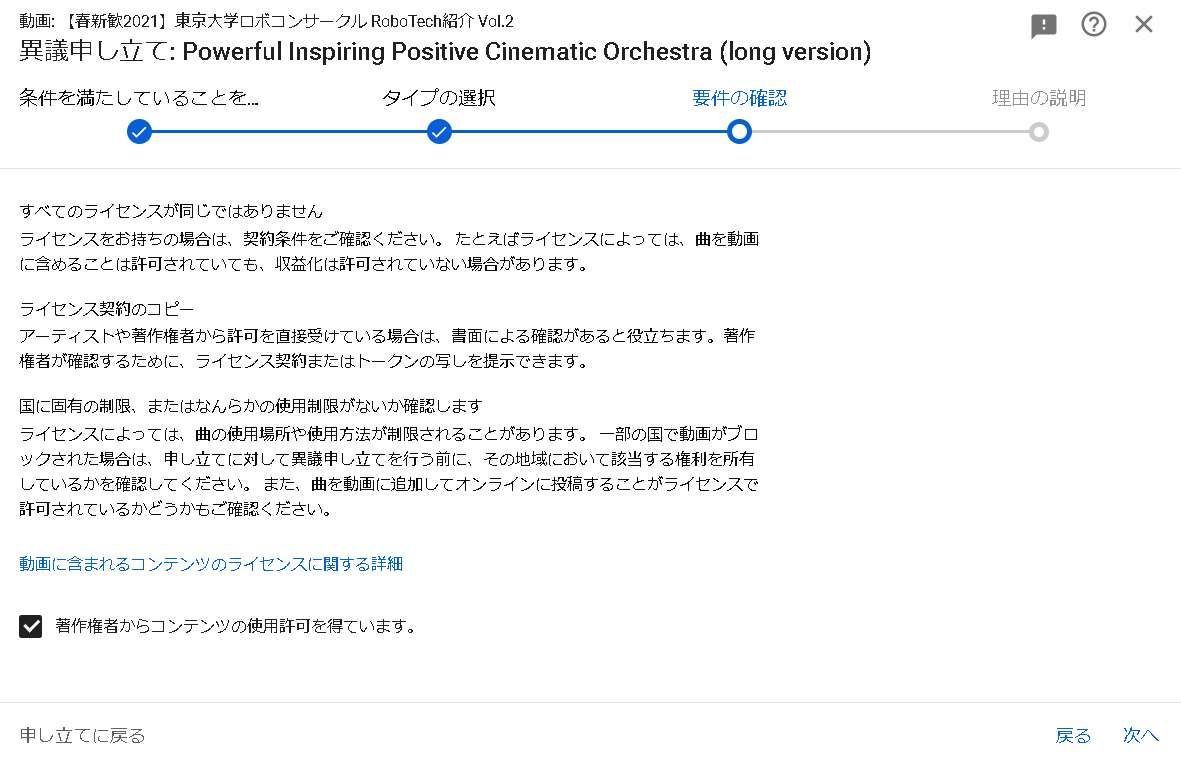 動画: 【春新歓2021】東京大学ロボコンサークル RoboTech紹介 Vol.2
異議申し立て: Powerful Inspiring Positive Cinematic Orchestra (long version)
条件を満たしていることを...
タイプの選択
要件の確認
理由の説明
すべてのライセンスが同じではありません
ライセンスをお持ちの場合は、契約条件をご確認ください。 たとえばライセンスによっては、曲を動画
に含めることは許可されていても、収益化は許可されていない場合があります。
ライセンス契約のコピー
アーティストや著作権者から許可を直接受けている場合は、書面による確認があると役立ちます。著作
権者が確認するために、ライセンス契約またはトークンの写しを提示できます。
国に固有の制限、またはなんらかの使用制限がないか確認します
ライセンスによっては、曲の使用場所や使用方法が制限されることがあります。 一部の国で動画がブロ
ックされた場合は、申し立てに対して異議申し立てを行う前に、その地域において該当する権利を所有
しているかを確認してください。 また、曲を動画に追加してオンラインに投稿することがライセンスで
許可されているかどうかもご確認ください。
動画に含まれるコンテンツのライセンスに関する詳細
著作権者からコンテンツの使用許可を得ています。
申し立てに戻る
戻る
次へ